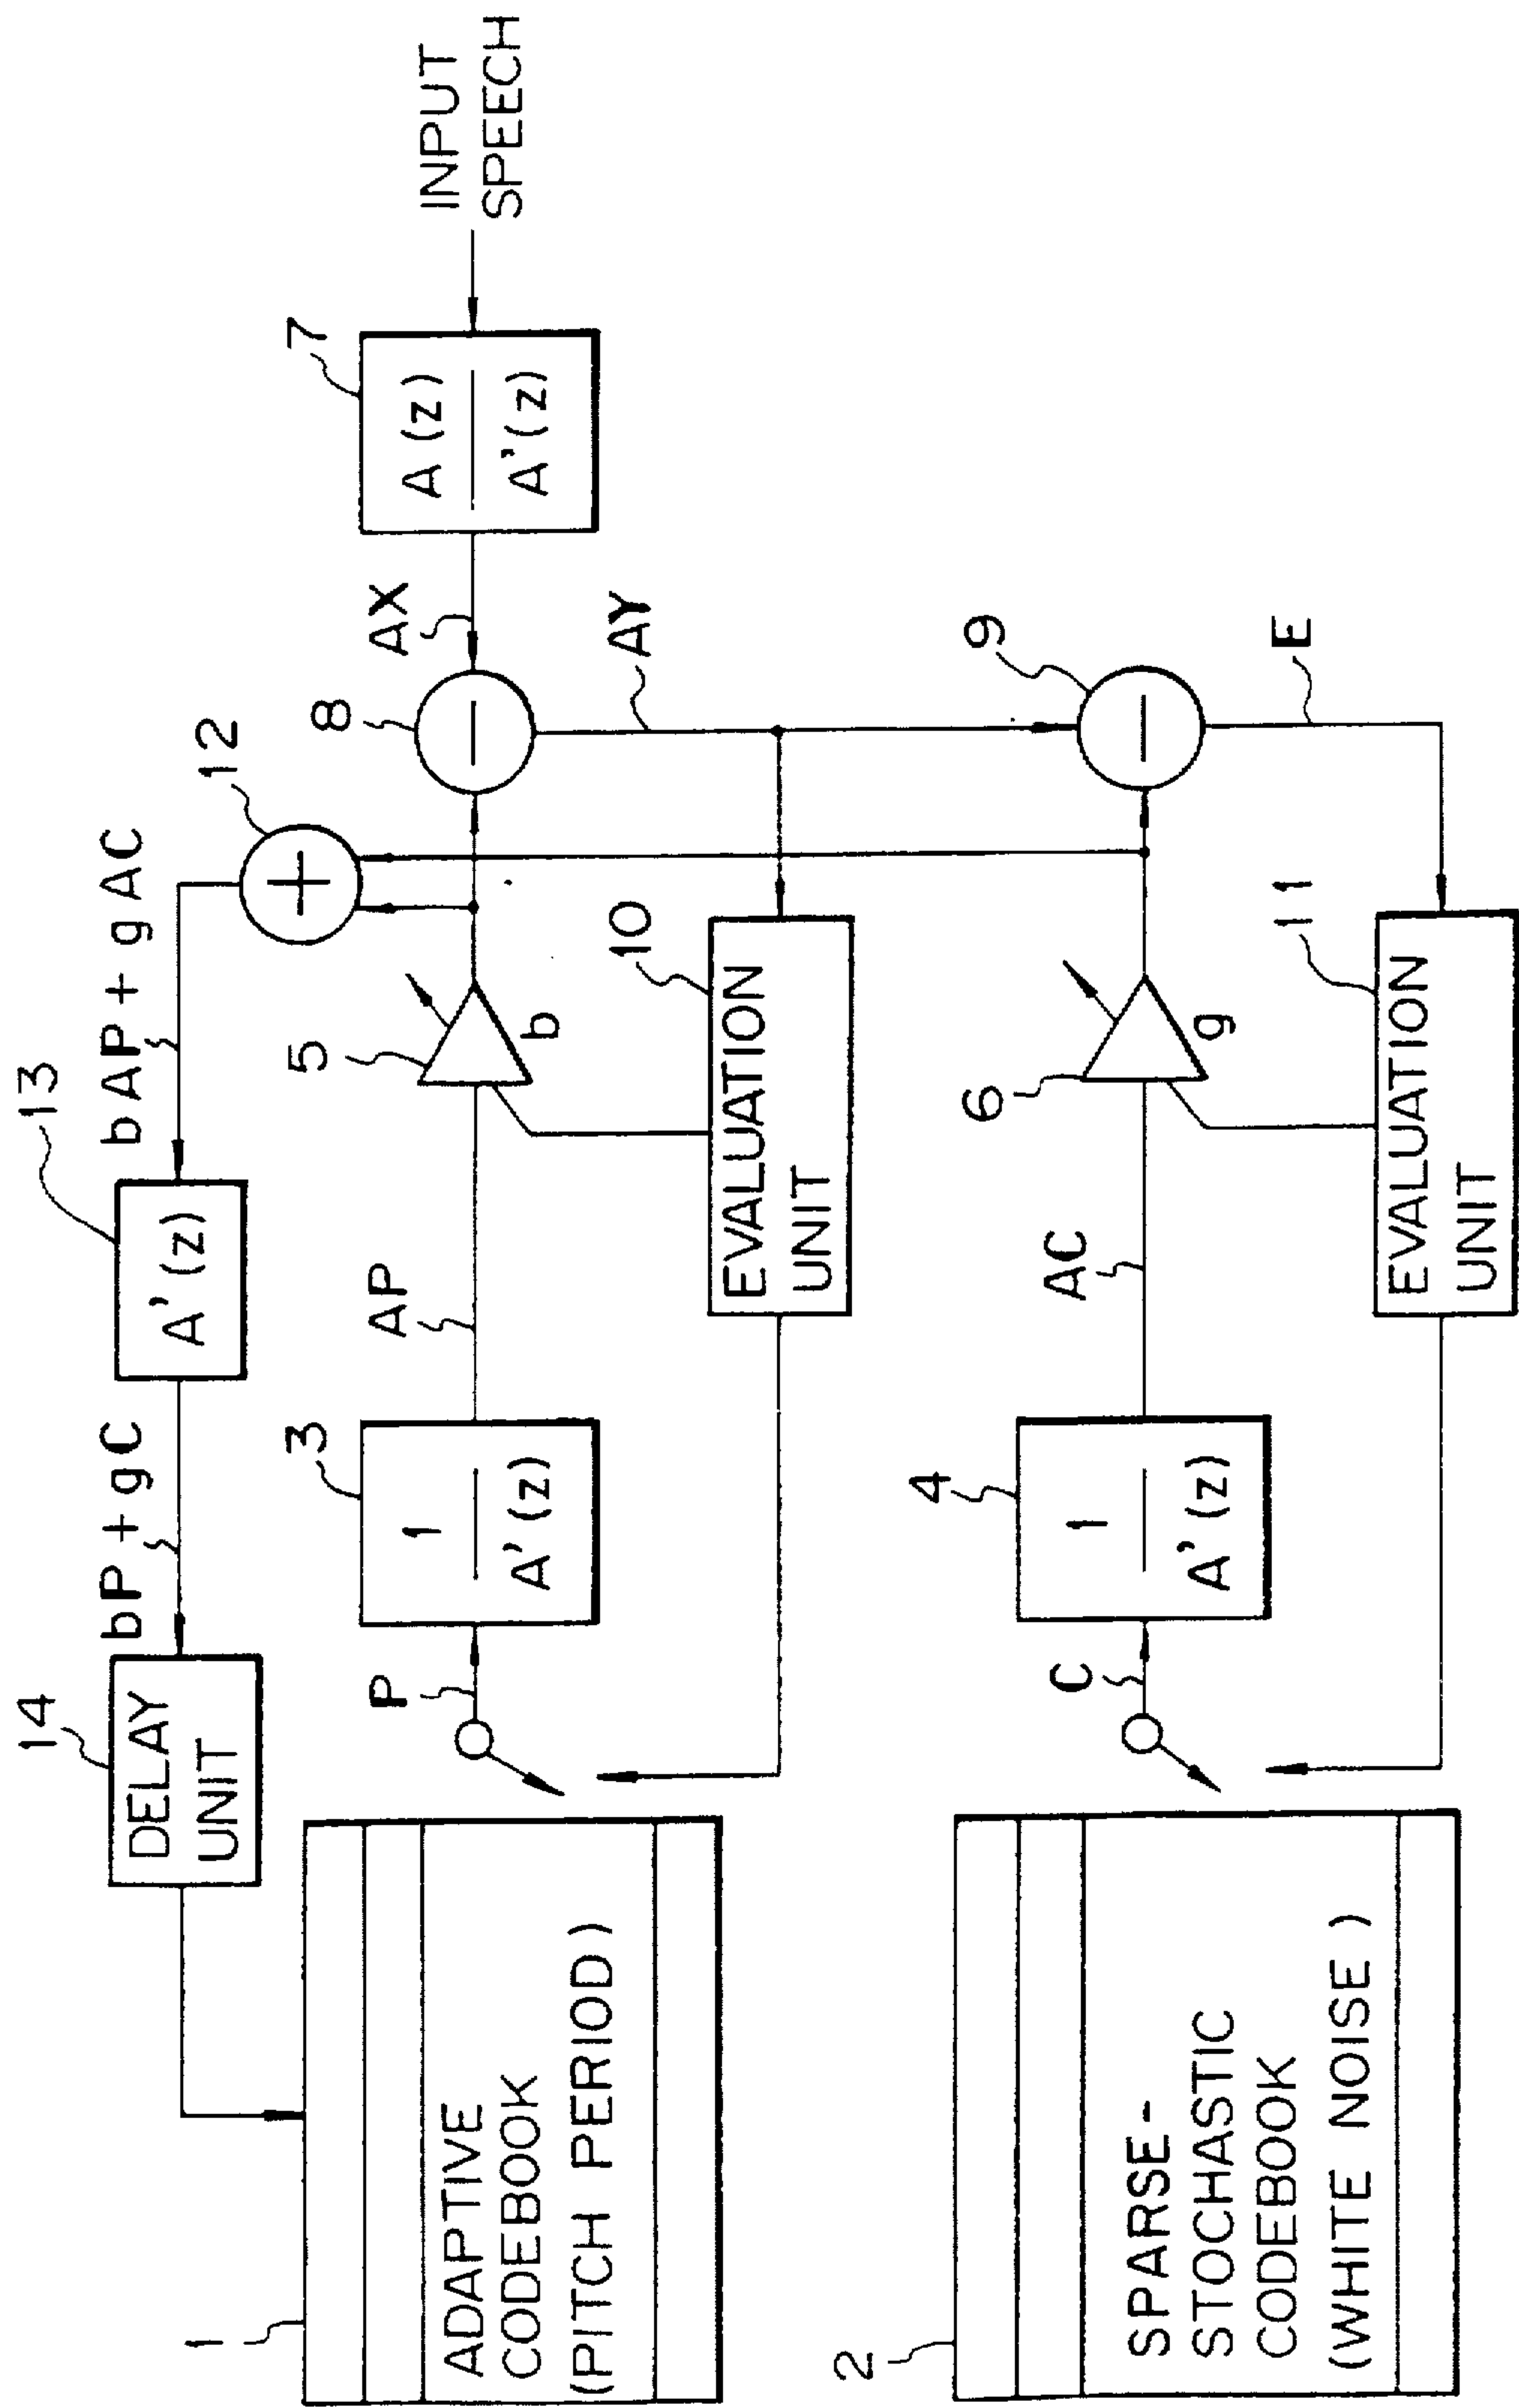 14
DELAY
UNIT
bP + gC
13
A'(z)
bAP + gAC
12
1
ADAPTIVE
CODEBOOK
(PITCH PERIOD)
P
3
1
A'(z)
AP
5
b
8
AX
7
A(z)
A'(z)
INPUT
SPEECH
10
EVALUATION
UNIT
AY
2
SPARSE-
STOCHASTIC
CODEBOOK
(WHITE NOISE)
C
4
1
A'(z)
AC
6
g
9
E
11
EVALUATION
UNIT